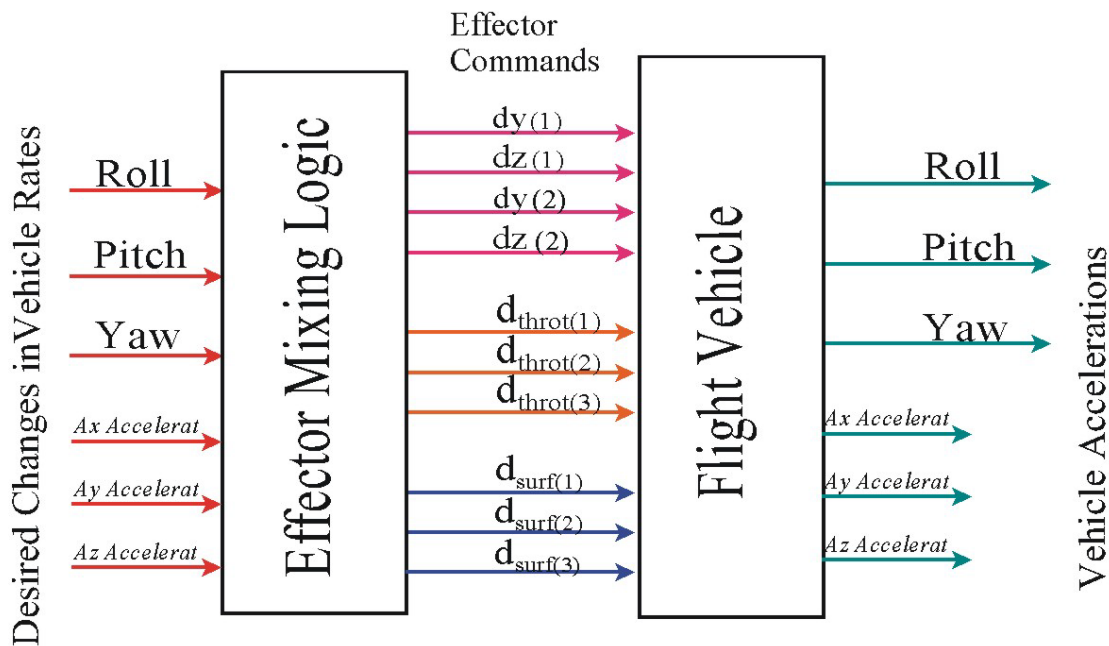 Effector
Commands
Desired Changes inVehicle Rates
Roll
Pitch
Yaw
Ax Accelerat
Ay Accelerat
Az Accelerat
Effector Mixing Logic
dy(1)
dz(1)
dy(2)
dz(2)
dthrot(1)
dthrot(2)
dthrot(3)
dsurf(1)
dsurf(2)
dsurf(3)
Flight Vehicle
Roll
Pitch
Yaw
Ax Accelerat
Ay Accelerat
Az Accelerat
Vehicle Accelerations